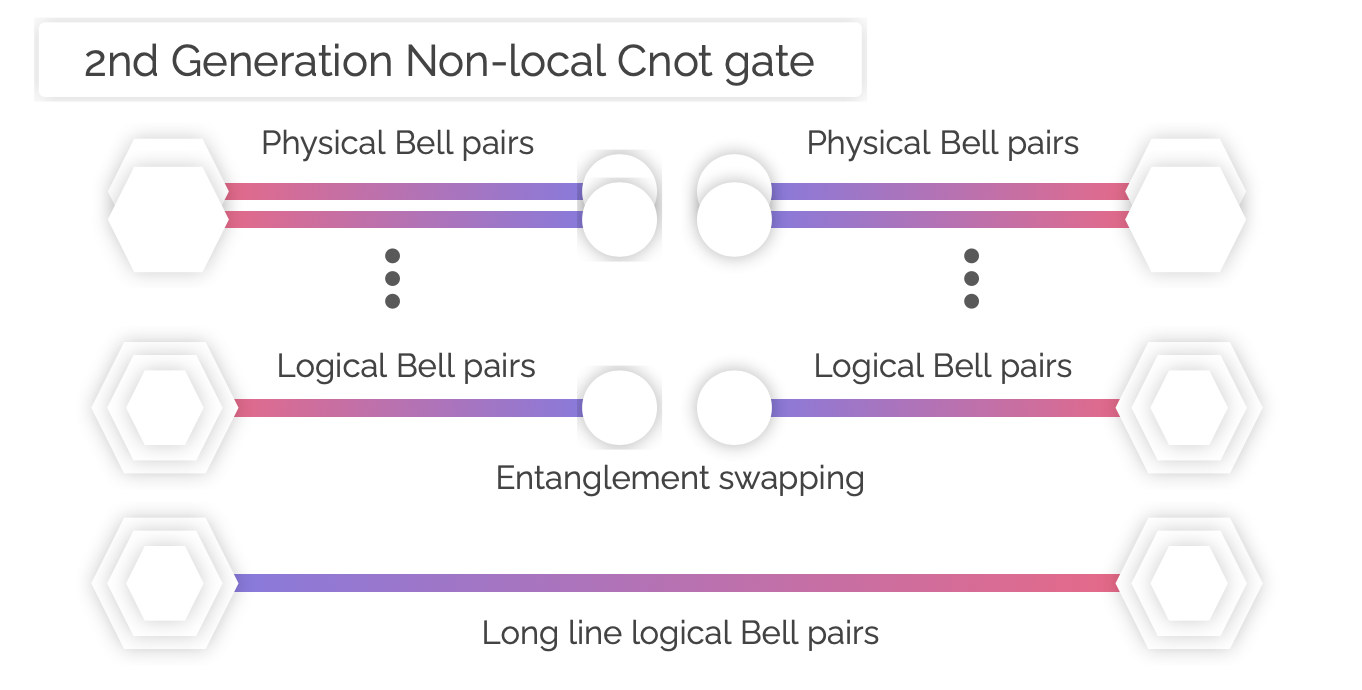 2nd Generation Non-local Cnot gate
Physical Bell pairs
Physical Bell pairs
Logical Bell pairs
Logical Bell pairs
Entanglement swapping
Long line logical Bell pairs